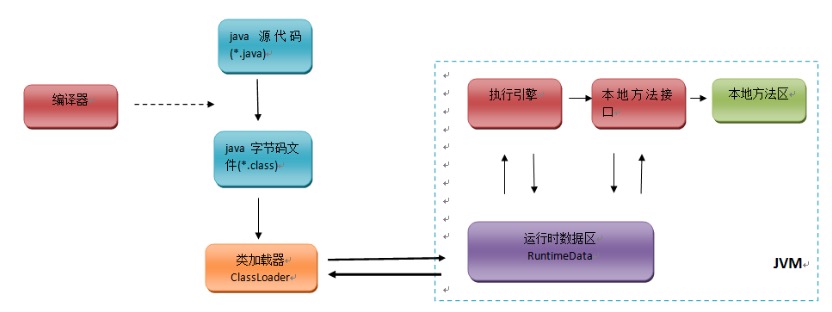 java 源代码
(*.java)
编译器
java 字节码文
件(*.class)
类加载器
ClassLoader
执行引擎
本地方法接
口
本地方法区
运行时数据区
RuntimeData
JVM